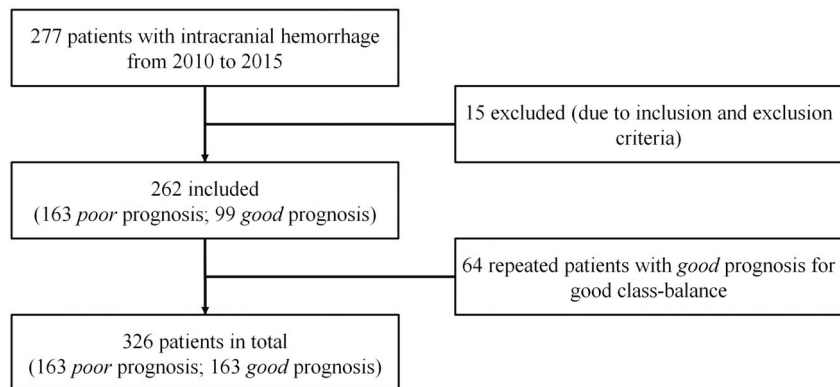 277 patients with intracranial hemorrhage
from 2010 to 2015
15 excluded (due to inclusion and exclusion
criteria)
262 included
(163 poor prognosis; 99 good prognosis)
64 repeated patients with good prognosis for
good class-balance
326 patients in total
(163 poor prognosis; 163 good prognosis)